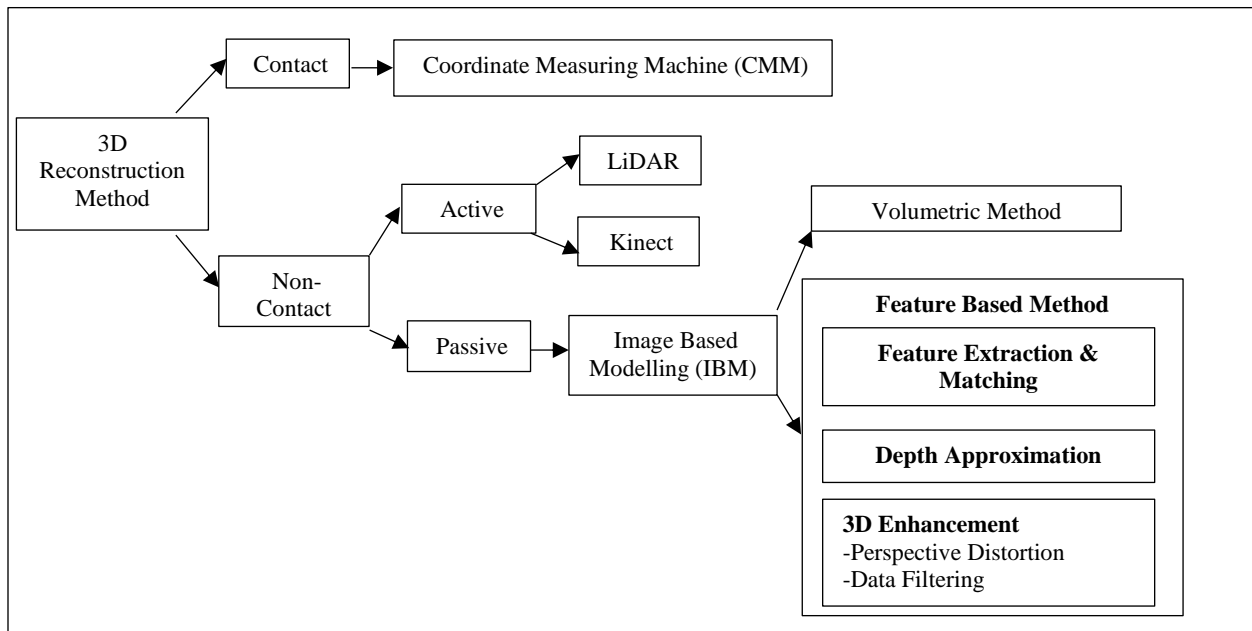 Contact
Coordinate Measuring Machine (CMM)
3D
Reconstruction
Method
LiDAR
Active
Kinect
Volumetric Method
Non-
Contact
Passive
Image Based
Modelling (IBM)
Feature Based Method
Feature Extraction &
Matching
Depth Approximation
3D Enhancement
-Perspective Distortion
-Data Filtering